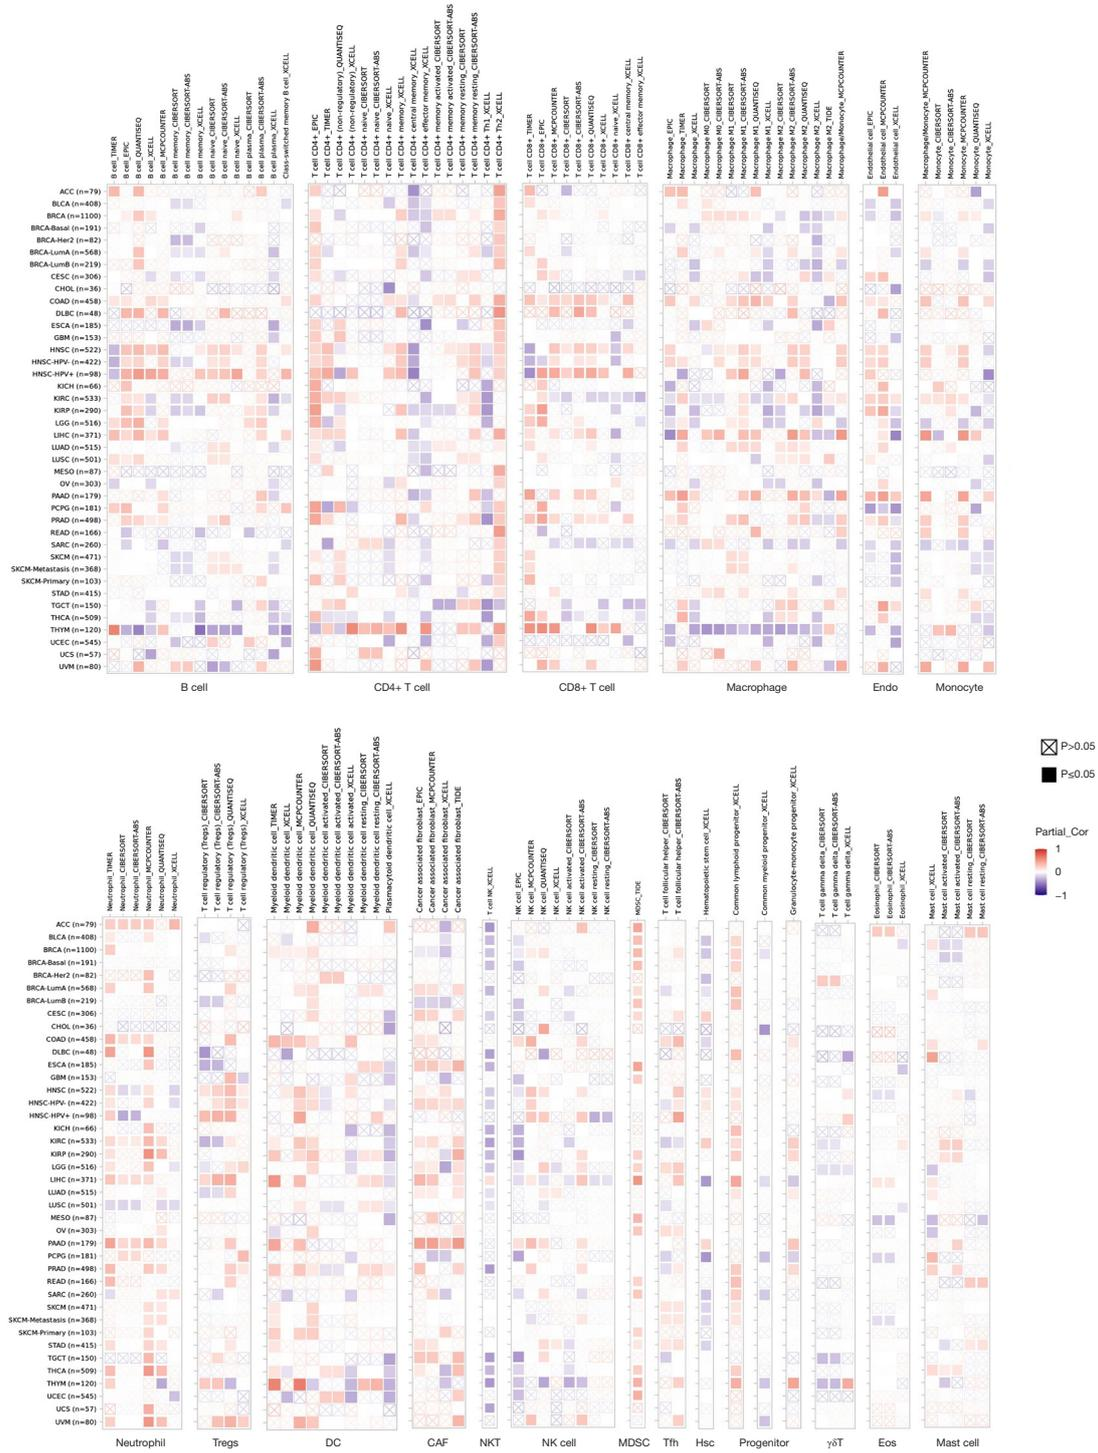 B cell_TIMER
B cell_EPIC
B cell_QUANTISEQ
B cell_XCELL
B cell_MCPCOUNTER
B cell memory_CIBERSORT
B cell memory_CIBERSORT-ABS
B cell memory_XCELL
B cell naive_CIBERSORT
B cell naive_CIBERSORT-ABS
B cell naive_XCELL
B cell plasma_CIBERSORT
B cell plasma_CIBERSORT-ABS
B cell plasma_XCELL
Class-switched memory B cell_XCELL
T cell CD4+_EPIC
T cell CD4+_TIMER
T cell CD4+ (non-regulatory)_QUANTISEQ
T cell CD4+ (non-regulatory)_XCELL
T cell CD4+ naive_CIBERSORT
T cell CD4+ naive_CIBERSORT-ABS
T cell CD4+ naive_XCELL
T cell CD4+ memory_XCELL
T cell CD4+ central memory_XCELL
T cell CD4+ effector memory_XCELL
T cell CD4+ memory activated_CIBERSORT
T cell CD4+ memory activated_CIBERSORT-ABS
T cell CD4+ memory resting_CIBERSORT
T cell CD4+ memory resting_CIBERSORT-ABS
T cell CD4+ Th1_XCELL
T cell CD4+ Th2_XCELL
T cell CD8+_TIMER
T cell CD8+_EPIC
T cell CD8+_MCPCOUNTER
T cell CD8+_CIBERSORT
T cell CD8+_CIBERSORT-ABS
T cell CD8+_QUANTISEQ
T cell CD8+_XCELL
T cell CD8+ naive_XCELL
T cell CD8+ central memory_XCELL
T cell CD8+ effector memory_XCELL
Macrophage_EPIC
Macrophage_TIMER
Macrophage_XCELL
Macrophage M0_CIBERSORT
Macrophage M0_CIBERSORT-ABS
Macrophage M1_CIBERSORT
Macrophage M1_CIBERSORT-ABS
Macrophage M1_QUANTISEQ
Macrophage M1_XCELL
Macrophage M2_CIBERSORT
Macrophage M2_CIBERSORT-ABS
Macrophage M2_QUANTISEQ
Macrophage M2_XCELL
Macrophage M2_TIDE
Macrophage/Monocyte_MCPCOUNTER
Endothelial cell_EPIC
Endothelial cell_MCPCOUNTER
Endothelial cell_XCELL
Macrophage/Monocyte_MCPCOUNTER
Monocyte_CIBERSORT
Monocyte_CIBERSORT-ABS
Monocyte_MCPCOUNTER
Monocyte_QUANTISEQ
Monocyte_XCELL
ACC (n=79)
BLCA (n=408)
BRCA (n=1100)
BRCA-Basal (n=191)
BRCA-Her2 (n=82)
BRCA-LumA (n=568)
BRCA-LumB (n=219)
CESC (n=306)
CHOL (n=36)
COAD (n=458)
DLBC (n=48)
ESCA (n=185)
GBM (n=153)
HNSC (n=522)
HNSC-HPV- (n=422)
HNSC-HPV+ (n=98)
KICH (n=66)
KIRC (n=533)
KIRP (n=290)
LGG (n=516)
LIHC (n=371)
LUAD (n=515)
LUSC (n=501)
MESO (n=87)
OV (n=303)
PAAD (n=179)
PCPG (n=181)
PRAD (n=498)
READ (n=166)
SARC (n=260)
SKCM (n=471)
SKCM-Metastasis (n=368)
SKCM-Primary (n=103)
STAD (n=415)
TGCT (n=150)
THCA (n=509)
THYM (n=120)
UCEC (n=545)
UCS (n=57)
UVM (n=80)
B cell
CD4+ T cell
CD8+ T cell
Macrophage
Endo
Monocyte
P>0.05
P≤0.05
Partial_Cor
1
0
−1
Neutrophil_TIMER
Neutrophil_CIBERSORT
Neutrophil_CIBERSORT-ABS
Neutrophil_MCPCOUNTER
Neutrophil_QUANTISEQ
Neutrophil_XCELL
T cell regulatory (Tregs)_CIBERSORT
T cell regulatory (Tregs)_CIBERSORT-ABS
T cell regulatory (Tregs)_QUANTISEQ
T cell regulatory (Tregs)_XCELL
Myeloid dendritic cell_TIMER
Myeloid dendritic cell_XCELL
Myeloid dendritic cell_MCPCOUNTER
Myeloid dendritic cell_QUANTISEQ
Myeloid dendritic cell activated_CIBERSORT
Myeloid dendritic cell activated_CIBERSORT-ABS
Myeloid dendritic cell activated_XCELL
Myeloid dendritic cell resting_CIBERSORT
Myeloid dendritic cell resting_CIBERSORT-ABS
Plasmacytoid dendritic cell_XCELL
Cancer associated fibroblast_EPIC
Cancer associated fibroblast_MCPCOUNTER
Cancer associated fibroblast_XCELL
Cancer associated fibroblast_TIDE
T cell NK_XCELL
NK cell_EPIC
NK cell_MCPCOUNTER
NK cell_QUANTISEQ
NK cell_XCELL
NK cell activated_CIBERSORT
NK cell activated_CIBERSORT-ABS
NK cell resting_CIBERSORT
NK cell resting_CIBERSORT-ABS
MDSC_TIDE
T cell follicular helper_CIBERSORT
T cell follicular helper_CIBERSORT-ABS
Hematopoietic stem cell_XCELL
Common lymphoid progenitor_XCELL
Common myeloid progenitor_XCELL
Granulocyte-monocyte progenitor_XCELL
T cell gamma delta_CIBERSORT
T cell gamma delta_CIBERSORT-ABS
T cell gamma delta_XCELL
Eosinophil_CIBERSORT
Eosinophil_CIBERSORT-ABS
Eosinophil_XCELL
Mast cell_XCELL
Mast cell activated_CIBERSORT
Mast cell activated_CIBERSORT-ABS
Mast cell resting_CIBERSORT
Mast cell resting_CIBERSORT-ABS
ACC (n=79)
BLCA (n=408)
BRCA (n=1100)
BRCA-Basal (n=191)
BRCA-Her2 (n=82)
BRCA-LumA (n=568)
BRCA-LumB (n=219)
CESC (n=306)
CHOL (n=36)
COAD (n=458)
DLBC (n=48)
ESCA (n=185)
GBM (n=153)
HNSC (n=522)
HNSC-HPV- (n=422)
HNSC-HPV+ (n=98)
KICH (n=66)
KIRC (n=533)
KIRP (n=290)
LGG (n=516)
LIHC (n=371)
LUAD (n=515)
LUSC (n=501)
MESO (n=87)
OV (n=303)
PAAD (n=179)
PCPG (n=181)
PRAD (n=498)
READ (n=166)
SARC (n=260)
SKCM (n=471)
SKCM-Metastasis (n=368)
SKCM-Primary (n=103)
STAD (n=415)
TGCT (n=150)
THCA (n=509)
THYM (n=120)
UCEC (n=545)
UCS (n=57)
UVM (n=80)
Neutrophil
Tregs
DC
CAF
NKT
NK cell
MDSC
Tfh
Hsc
Progenitor
γδT
Eos
Mast cell